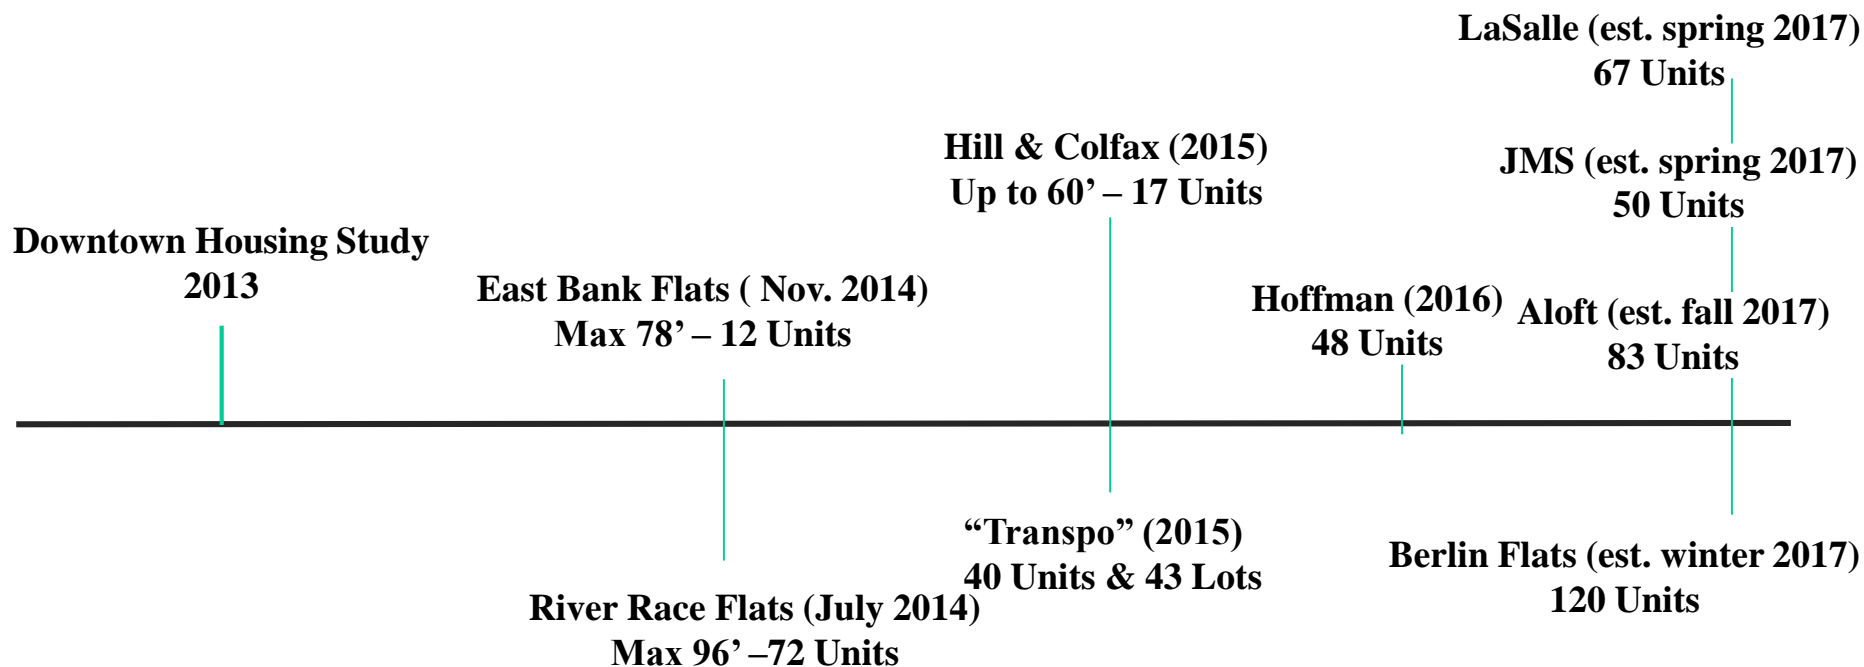 Downtown Housing Study
2013
East Bank Flats ( Nov. 2014)
Max 78’ – 12 Units
River Race Flats (July 2014)
Max 96’ –72 Units
Hill & Colfax (2015)
Up to 60’ – 17 Units
“Transpo” (2015)
40 Units & 43 Lots
Hoffman (2016)
48 Units
LaSalle (est. spring 2017)
67 Units
JMS (est. spring 2017)
50 Units
Aloft (est. fall 2017)
83 Units
Berlin Flats (est. winter 2017)
120 Units